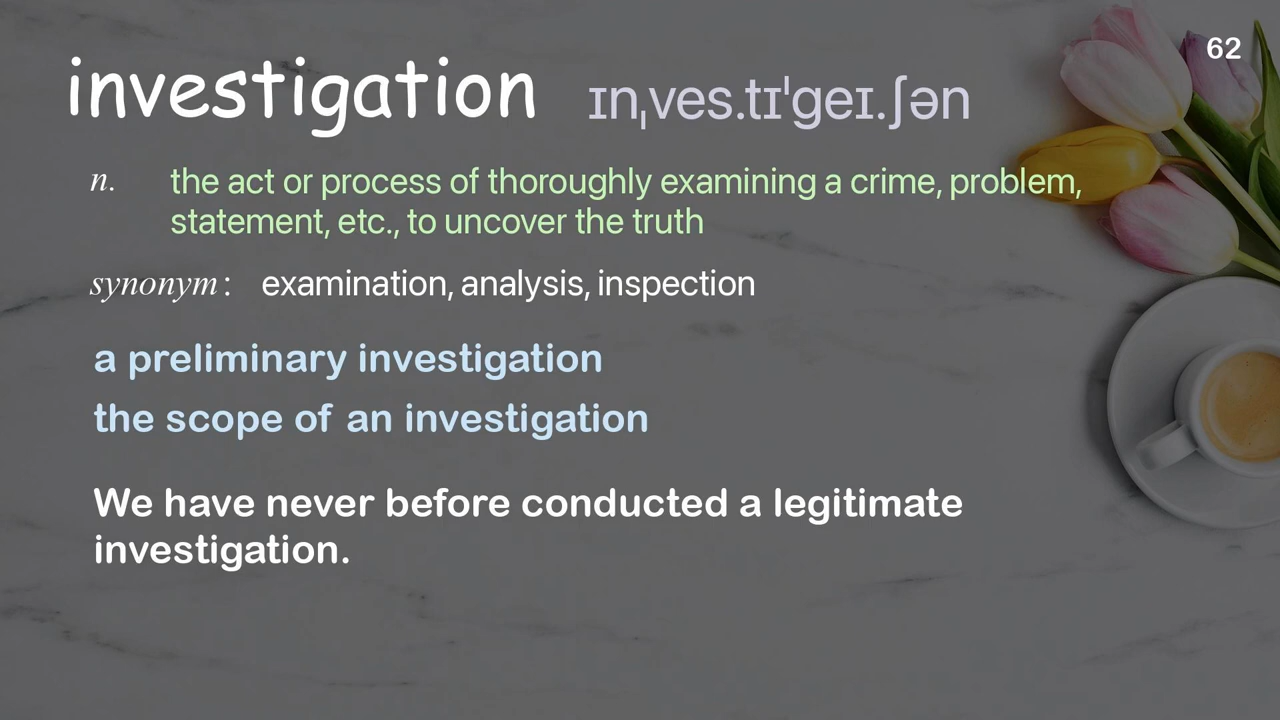 62
investigation ɪnˌves.tɪˈɡeɪ.ʃən
n. the act or process of thoroughly examining a crime, problem,
statement, etc., to uncover the truth
synonym: examination, analysis, inspection
a preliminary investigation
the scope of an investigation
We have never before conducted a legitimate
investigation.